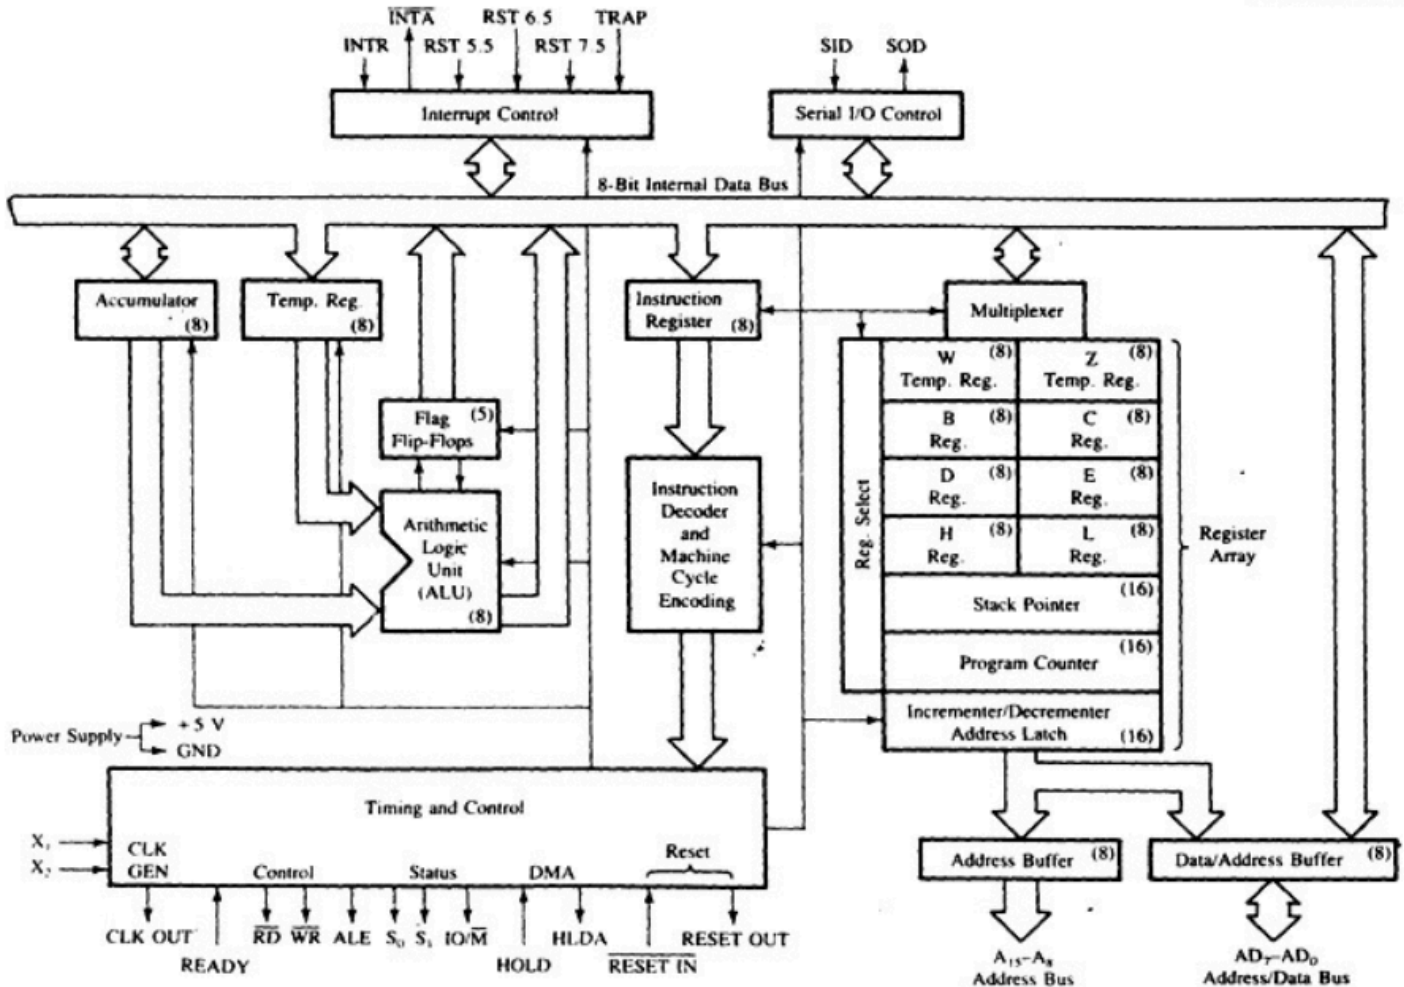 INTA RST 6.5 TRAP
INTR RST 5.5 RST 7.5
SID SOD
Interrupt Control
Serial I/O Control
8-Bit Internal Data Bus
Accumulator
(8)
Temp. Reg.
(8)
Instruction
Register (8)
Multiplexer
W (8)
Temp. Reg.
Z (8)
Temp. Reg.
Flag (5)
Flip-Flops
B (8)
Reg.
C (8)
Reg.
D (8)
Reg.
E (8)
Reg.
H (8)
Reg.
L (8)
Reg.
Reg. Select
Register
Array
Arithmetic
Logic
Unit
(ALU)
(8)
Instruction
Decoder
and
Machine
Cycle
Encoding
(16)
Stack Pointer
(16)
Program Counter
Incrementer/Decrementer
Address Latch (16)
Power Supply
+5 V
GND
Timing and Control
X₁
X₂
CLK
GEN
Control
Status
DMA
Reset
Address Buffer (8)
Data/Address Buffer (8)
CLK OUT
READY
RD WR ALE S₀ S₁ IO/M
HOLD
HLDA
RESET IN
RESET OUT
A₁₅–A₈
Address Bus
AD₇–AD₀
Address/Data Bus